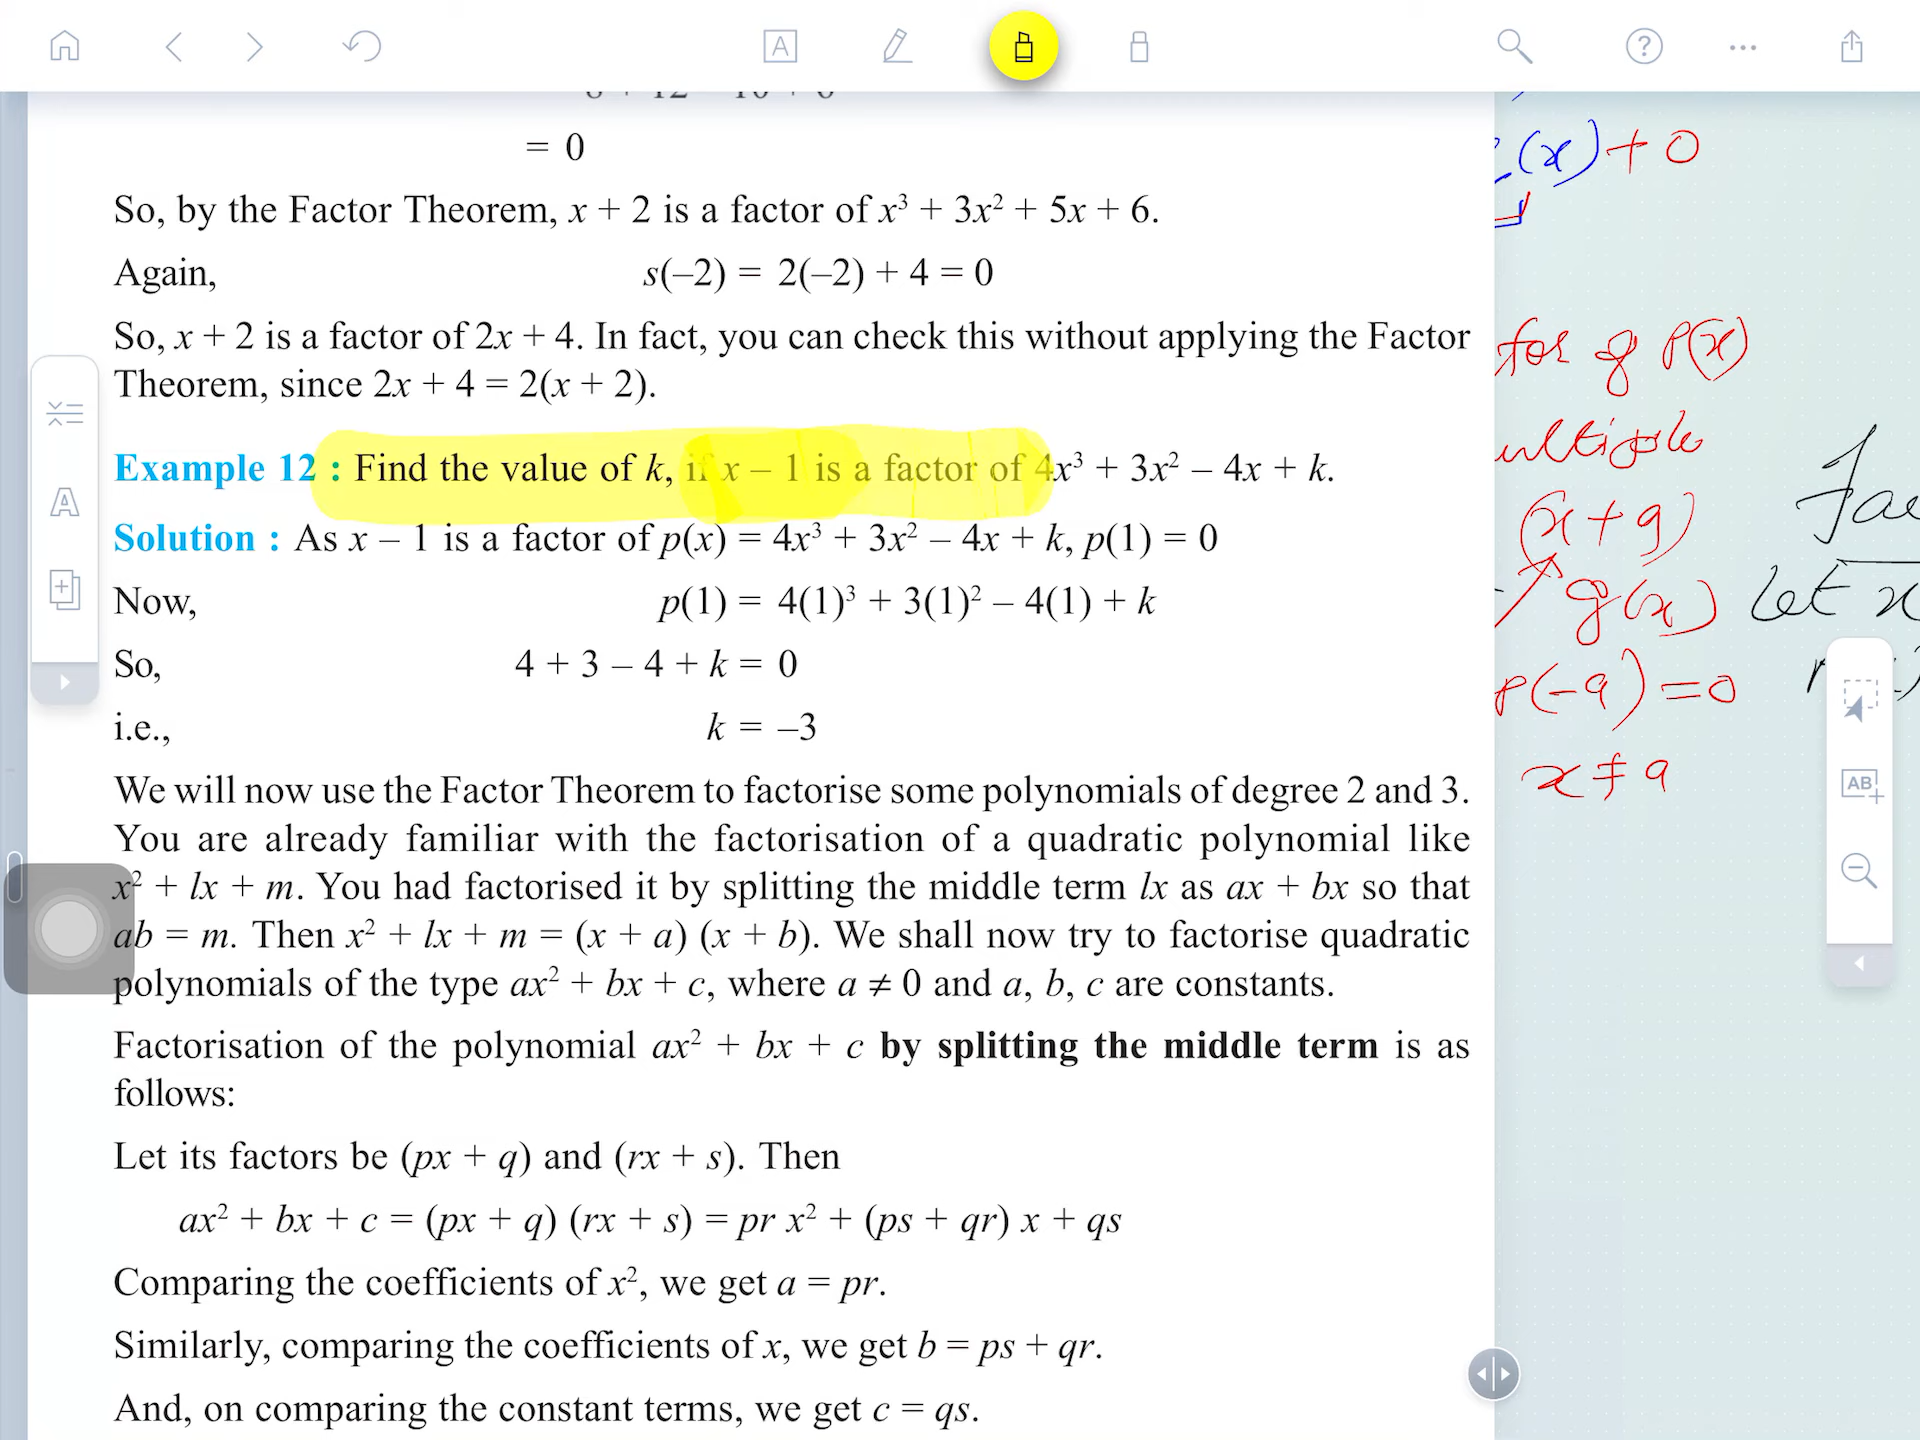 = 0
So, by the Factor Theorem, x + 2 is a factor of x³ + 3x² + 5x + 6.
Again, s(–2) = 2(–2) + 4 = 0
So, x + 2 is a factor of 2x + 4. In fact, you can check this without applying the Factor
Theorem, since 2x + 4 = 2(x + 2).
Example 12 : Find the value of k, if x – 1 is a factor of 4x³ + 3x² – 4x + k.
Solution : As x – 1 is a factor of p(x) = 4x³ + 3x² – 4x + k, p(1) = 0
Now, p(1) = 4(1)³ + 3(1)² – 4(1) + k
So, 4 + 3 – 4 + k = 0
i.e., k = –3
We will now use the Factor Theorem to factorise some polynomials of degree 2 and 3.
You are already familiar with the factorisation of a quadratic polynomial like
x² + lx + m. You had factorised it by splitting the middle term lx as ax + bx so that
ab = m. Then x² + lx + m = (x + a) (x + b). We shall now try to factorise quadratic
polynomials of the type ax² + bx + c, where a ≠ 0 and a, b, c are constants.
Factorisation of the polynomial ax² + bx + c by splitting the middle term is as
follows:
Let its factors be (px + q) and (rx + s). Then
ax² + bx + c = (px + q) (rx + s) = pr x² + (ps + qr) x + qs
Comparing the coefficients of x², we get a = pr.
Similarly, comparing the coefficients of x, we get b = ps + qr.
And, on comparing the constant terms, we get c = qs.
(x) + 0
tor of p(x)
ultiple
(x + a)
g(x)
p(-a) = 0
Let x
AB
A
A